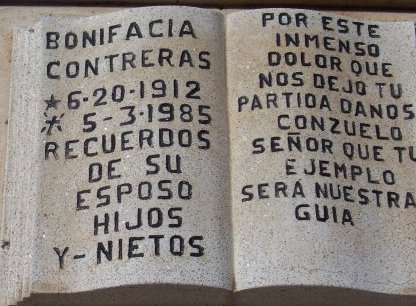 BONIFACIA
CONTRERAS
6-20-1912
5-3-1985
RECUERDOS
DE SU
ESPOSO
HIJOS
Y-NIETOS
POR ESTE
INMENSO
DOLOR QUE
NOS DEJO TU
PARTIDA DANOS
CONZUELO
SEÑOR QUE TU
EJEMPLO
SERA NUESTRA
GUIA